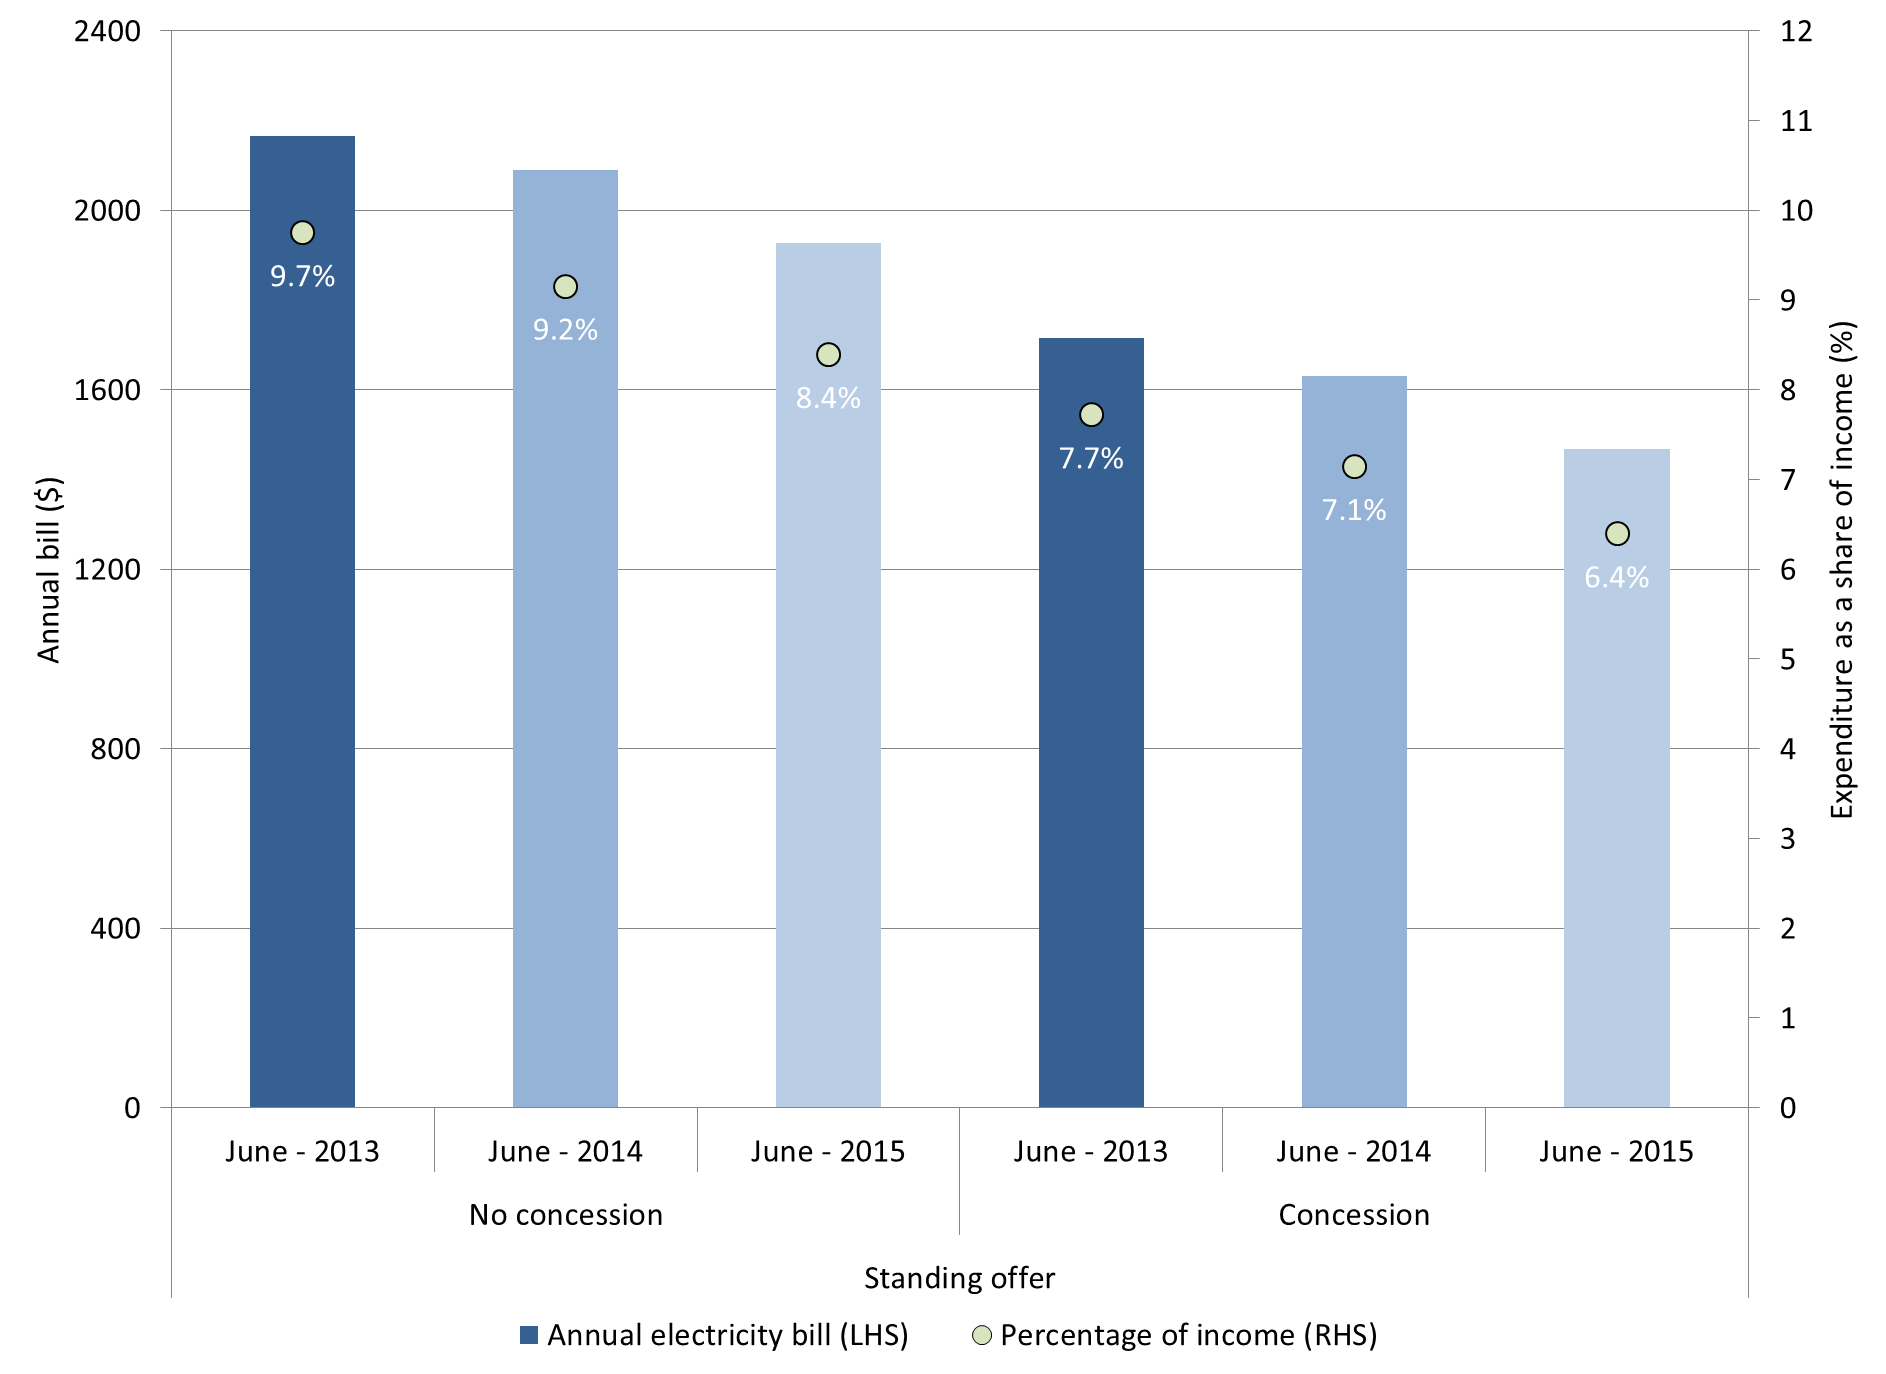 2400
2000
1600
1200
800
400
0
Annual bill ($)
12
11
10
9
8
7
6
5
4
3
2
1
0
Expenditure as a share of income (%)
9.7%
9.2%
8.4%
7.7%
7.1%
6.4%
June - 2013
June - 2014
June - 2015
June - 2013
June - 2014
June - 2015
No concession
Concession
Standing offer
Annual electricity bill (LHS)
Percentage of income (RHS)